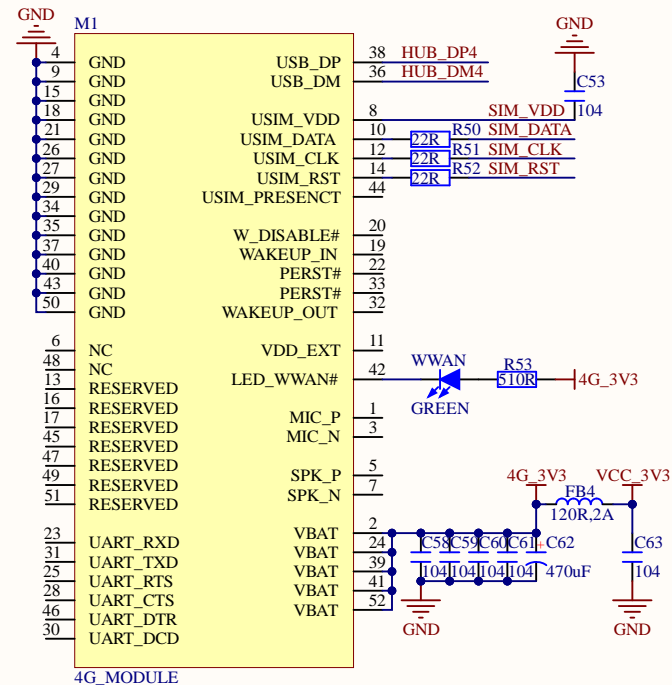 GND
M1
GND
4 GND USB_DP 38 HUB_DP4
9 GND USB_DM 36 HUB_DM4
C53
15 GND
104
18 GND USIM_VDD 8 SIM_VDD
21 GND USIM_DATA 10 22R R50 SIM_DATA
26 GND USIM_CLK 12 22R R51 SIM_CLK
27 GND USIM_RST 14 22R R52 SIM_RST
29 GND USIM_PRESENCT 44
34 GND
35 GND W_DISABLE# 20
37 GND WAKEUP_IN 19
40 GND PERST# 22
43 GND PERST# 33
50 GND WAKEUP_OUT 32
6 NC VDD_EXT 11
48 NC LED_WWAN# 42 WWAN R53
510R 4G_3V3
GREEN
13 RESERVED
16 RESERVED MIC_P 1
17 RESERVED MIC_N 3
45 RESERVED
47 RESERVED SPK_P 5
49 RESERVED SPK_N 7
51 RESERVED
4G_3V3 VCC_3V3
FB4
120R,2A
23 UART_RXD VBAT 2
31 UART_TXD VBAT 24 C58 C59 C60 C61 + C62 C63
25 UART_RTS VBAT 39 104 104 104 104 470uF 104
28 UART_CTS VBAT 41
46 UART_DTR VBAT 52
30 UART_DCD
GND GND
4G_MODULE